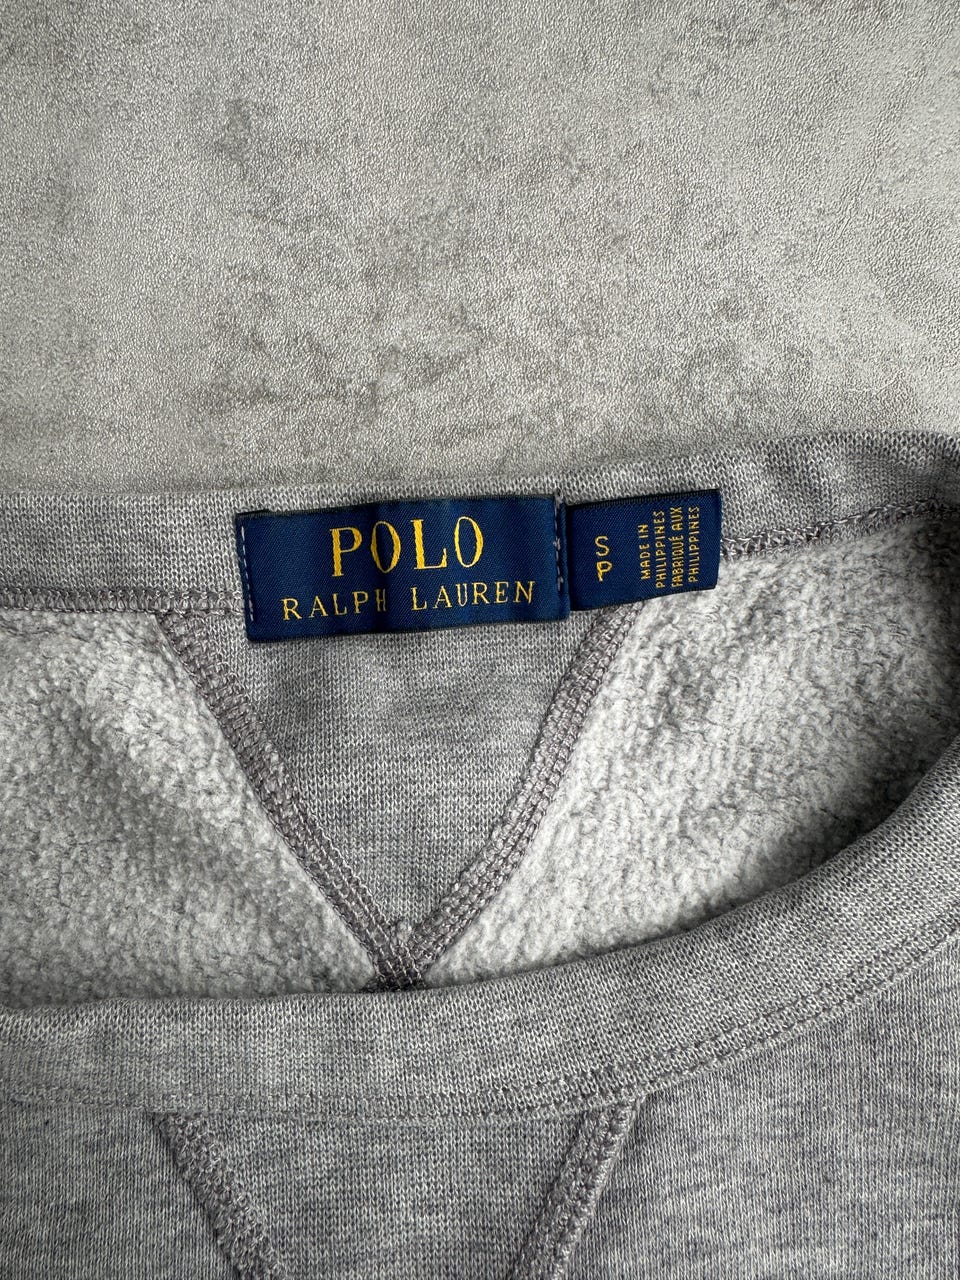 POLO
RALPH LAUREN
S
P
MADE IN
PHILIPPINES
FABRIQUÉ AUX
PHILIPPINES